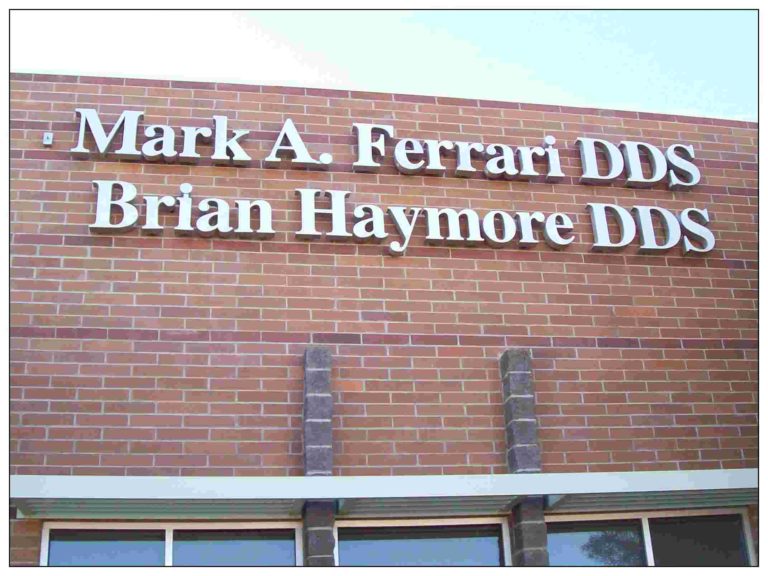 Mark A. Ferrari DDS
Brian Haymore DDS